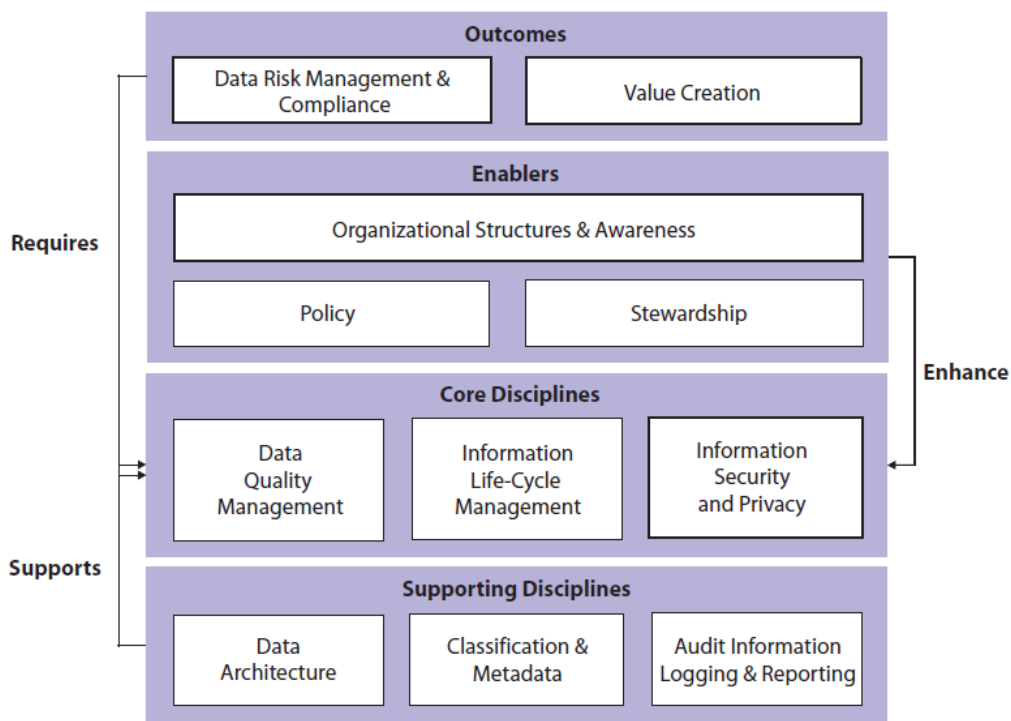 Outcomes
Data Risk Management &
Compliance
Value Creation
Enablers
Organizational Structures & Awareness
Policy
Stewardship
Requires
Enhance
Core Disciplines
Data
Quality
Management
Information
Life-Cycle
Management
Information
Security
and Privacy
Supports
Supporting Disciplines
Data
Architecture
Classification &
Metadata
Audit Information
Logging & Reporting